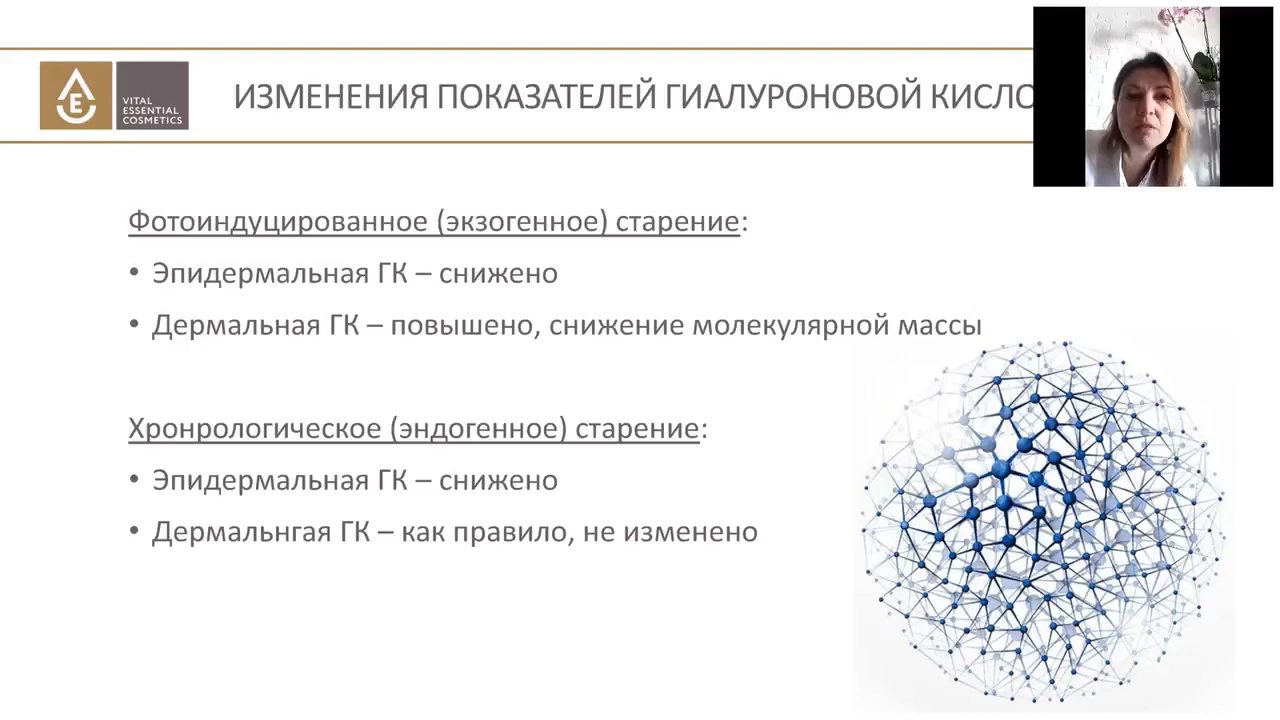 VITAL
ESSENTIAL
COSMETICS
ИЗМЕНЕНИЯ ПОКАЗАТЕЛЕЙ ГИАЛУРОНОВОЙ КИСЛО
Фотоиндуцированное (экзогенное) старение:
• Эпидермальная ГК – снижено
• Дермальная ГК – повышено, снижение молекулярной массы
Хронрологическое (эндогенное) старение:
• Эпидермальная ГК – снижено
• Дермальнгая ГК – как правило, не изменено